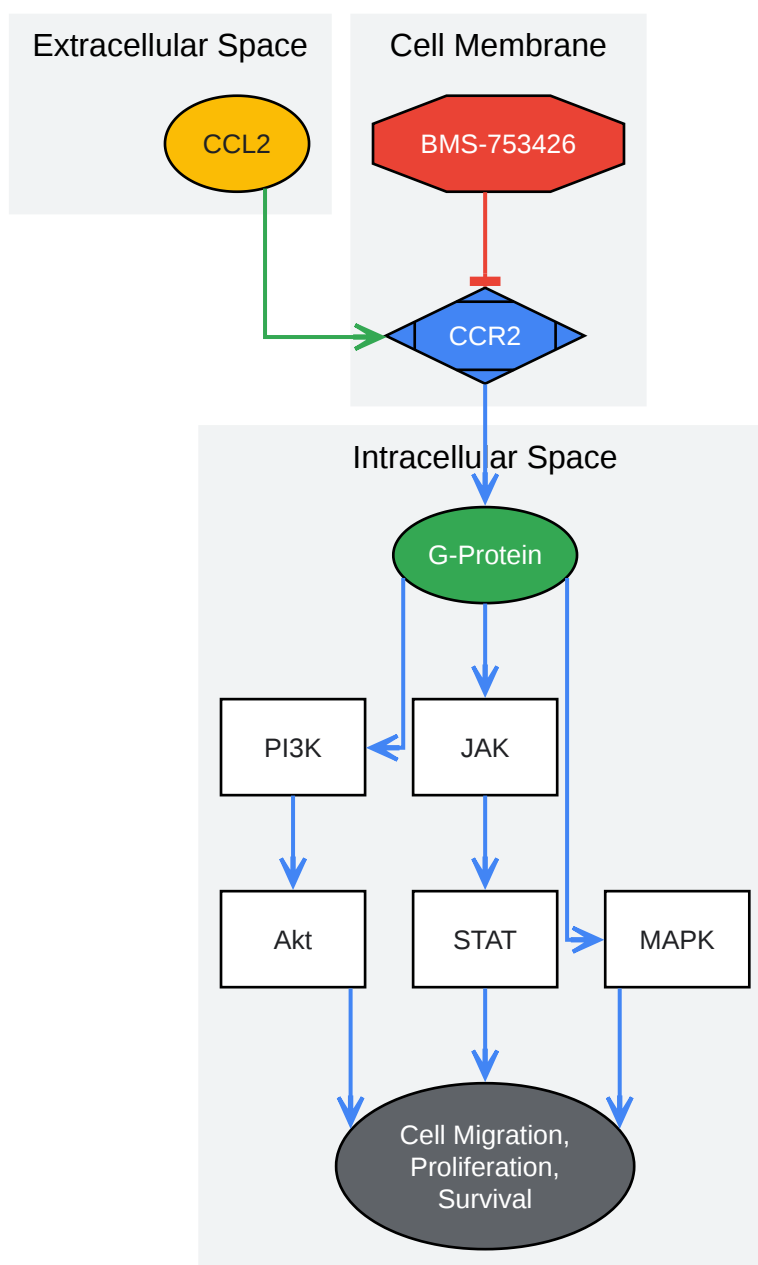 Extracellular Space
Cell Membrane
CCL2
BMS-753426
CCR2
Intracellular Space
G-Protein
PI3K
JAK
Akt
STAT
MAPK
Cell Migration,
Proliferation,
Survival